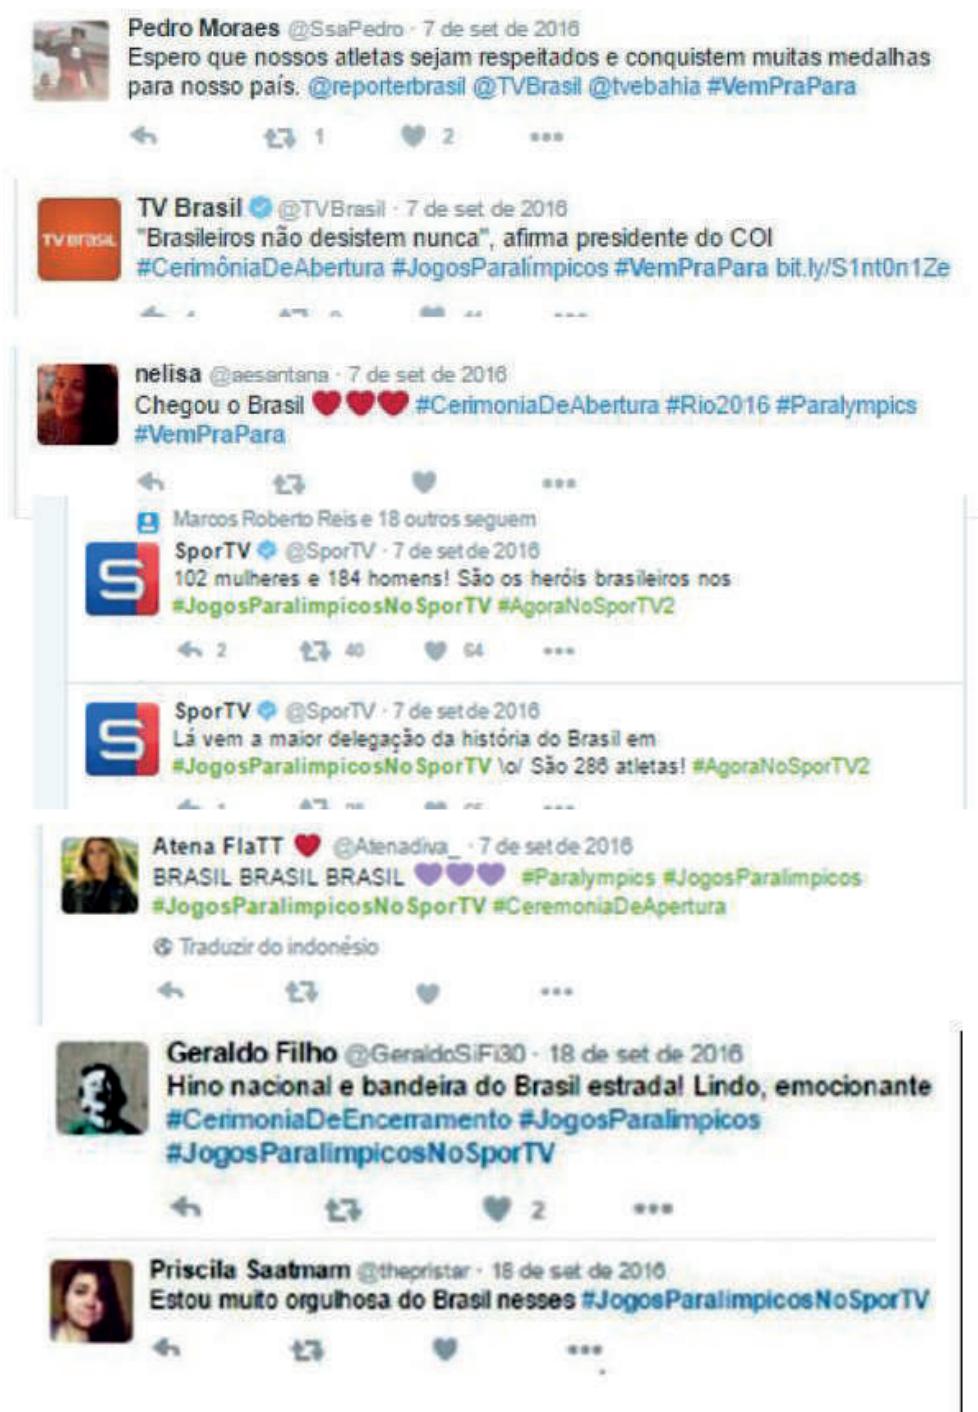 Pedro Moraes @SsaPedro · 7 de set de 2016
Espero que nossos atletas sejam respeitados e conquistem muitas medalhas
para nosso país. @reporterbrasil @TVBrasil @tvebahia #VemPraPara
1 2
TV BRASIL
TV Brasil @TVBrasil · 7 de set de 2016
"Brasileiros não desistem nunca", afirma presidente do COI
#CerimôniaDeAbertura #JogosParalímpicos #VemPraPara bit.ly/S1nt0n1Ze
nelisa @aesantana · 7 de set de 2016
Chegou o Brasil ❤❤❤ #CerimoniaDeAbertura #Rio2016 #Paralympics
#VemPraPara
Marcos Roberto Reis e 18 outros seguem
S
SporTV @SporTV · 7 de set de 2016
102 mulheres e 184 homens! São os heróis brasileiros nos
#JogosParalimpicosNoSporTV #AgoraNoSporTV2
2 40 64
S
SporTV @SporTV · 7 de set de 2016
Lá vem a maior delegação da história do Brasil em
#JogosParalimpicosNoSporTV \o/ São 286 atletas! #AgoraNoSporTV2
Atena FlaTT ❤ @Atenadiva_ · 7 de set de 2016
BRASIL BRASIL BRASIL 💜💜💜 #Paralympics #JogosParalimpicos
#JogosParalimpicosNoSporTV #CeremoniaDeApertura
Traduzir do indonésio
Geraldo Filho @GeraldoSiFi30 · 18 de set de 2016
Hino nacional e bandeira do Brasil estrada! Lindo, emocionante
#CerimoniaDeEncerramento #JogosParalimpicos
#JogosParalimpicosNoSporTV
2
Priscila Saatmam @thepristar · 18 de set de 2016
Estou muito orgulhosa do Brasil nesses #JogosParalimpicosNoSporTV